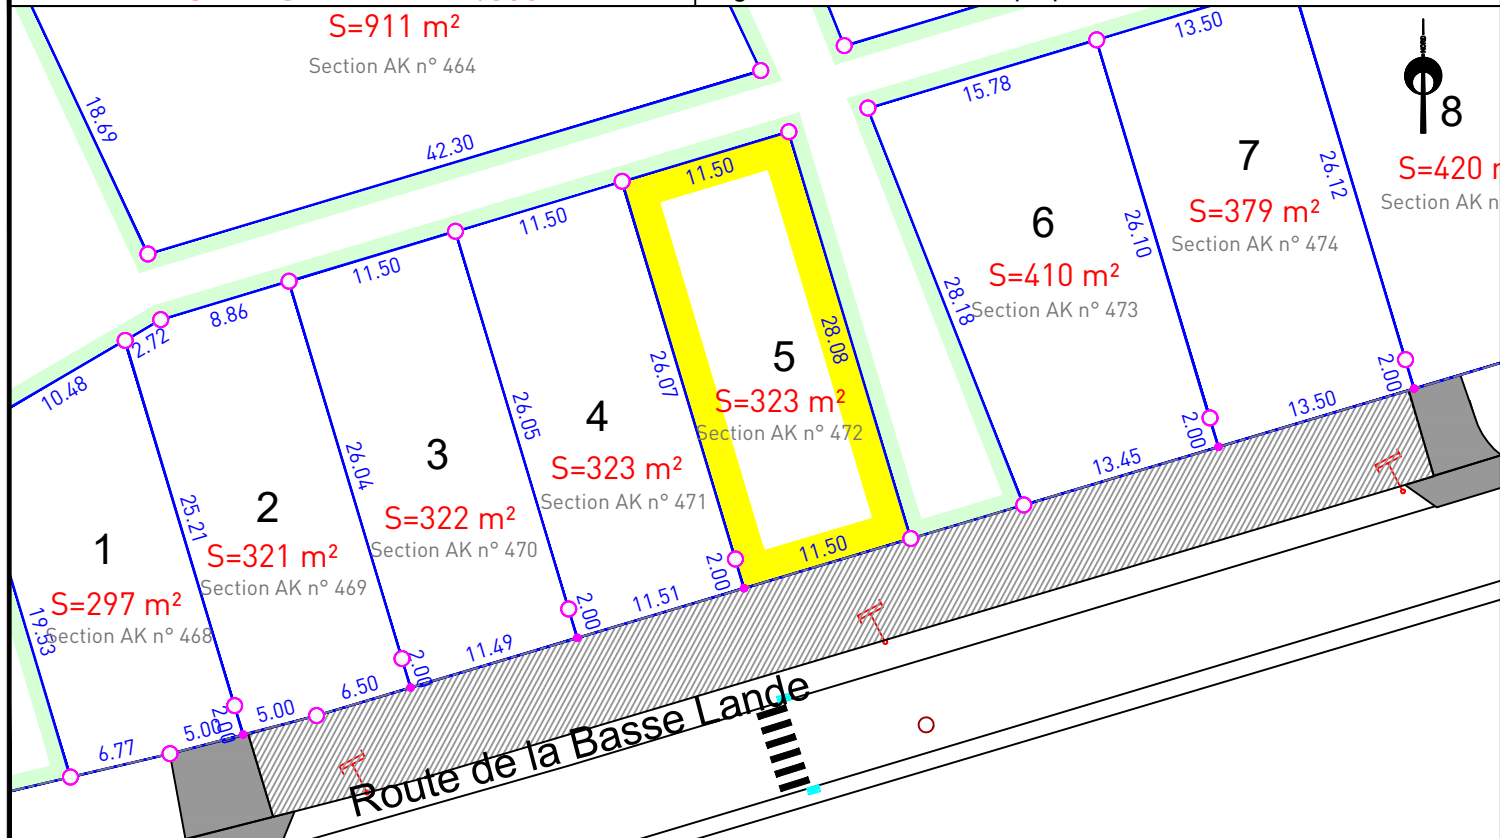 S=911 m²
Section AK n° 464
18.69
42.30
13.50
NORD
15.78
8
S=420
Section AK n
7
S=379 m²
Section AK n° 474
26.12
6
S=410 m²
Section AK n° 473
26.10
28.18
11.50
11.50
11.50
8.86
2.72
10.48
5
S=323 m²
Section AK n° 472
28.08
26.07
4
S=323 m²
Section AK n° 471
26.05
3
S=322 m²
Section AK n° 470
26.04
2
S=321 m²
Section AK n° 469
25.21
1
S=297 m²
Section AK n° 468
19.53
2.00
13.50
2.00
13.45
11.50
2.00
11.51
2.00
11.49
2.00
6.50
5.00
2.00
5.00
6.77
Route de la Basse Lande